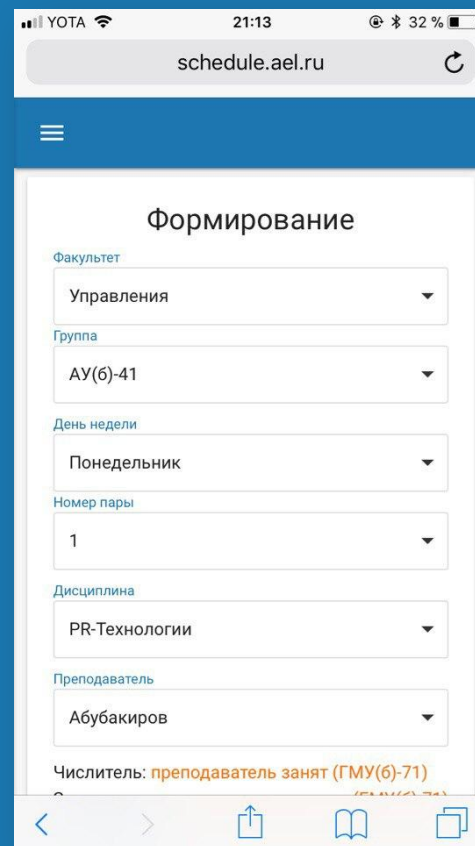 YOTA 21:13 32 %
schedule.ael.ru
Формирование
Факультет
Управления
Группа
АУ(б)-41
День недели
Понедельник
Номер пары
1
Дисциплина
PR-Технологии
Преподаватель
Абубакиров
Числитель: преподаватель занят (ГМУ(б)-71)